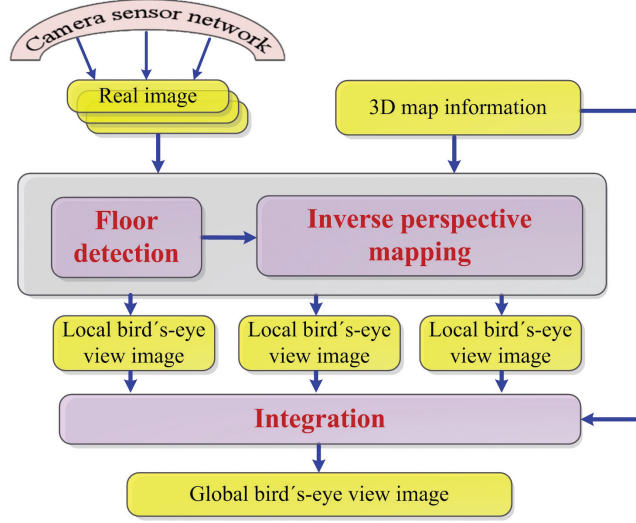 Camera sensor network
Real image
3D map information
Floor
detection
Inverse perspective
mapping
Local bird´s-eye
view image
Local bird´s-eye
view image
Local bird´s-eye
view image
Integration
Global bird´s-eye view image